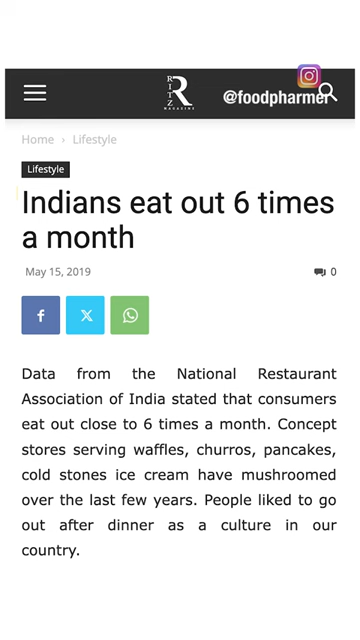 RITZ
MAGAZINE
@foodpharmer
Home › Lifestyle
Lifestyle
Indians eat out 6 times
a month
May 15, 2019
0
Data from the National Restaurant
Association of India stated that consumers
eat out close to 6 times a month. Concept
stores serving waffles, churros, pancakes,
cold stones ice cream have mushroomed
over the last few years. People liked to go
out after dinner as a culture in our
country.